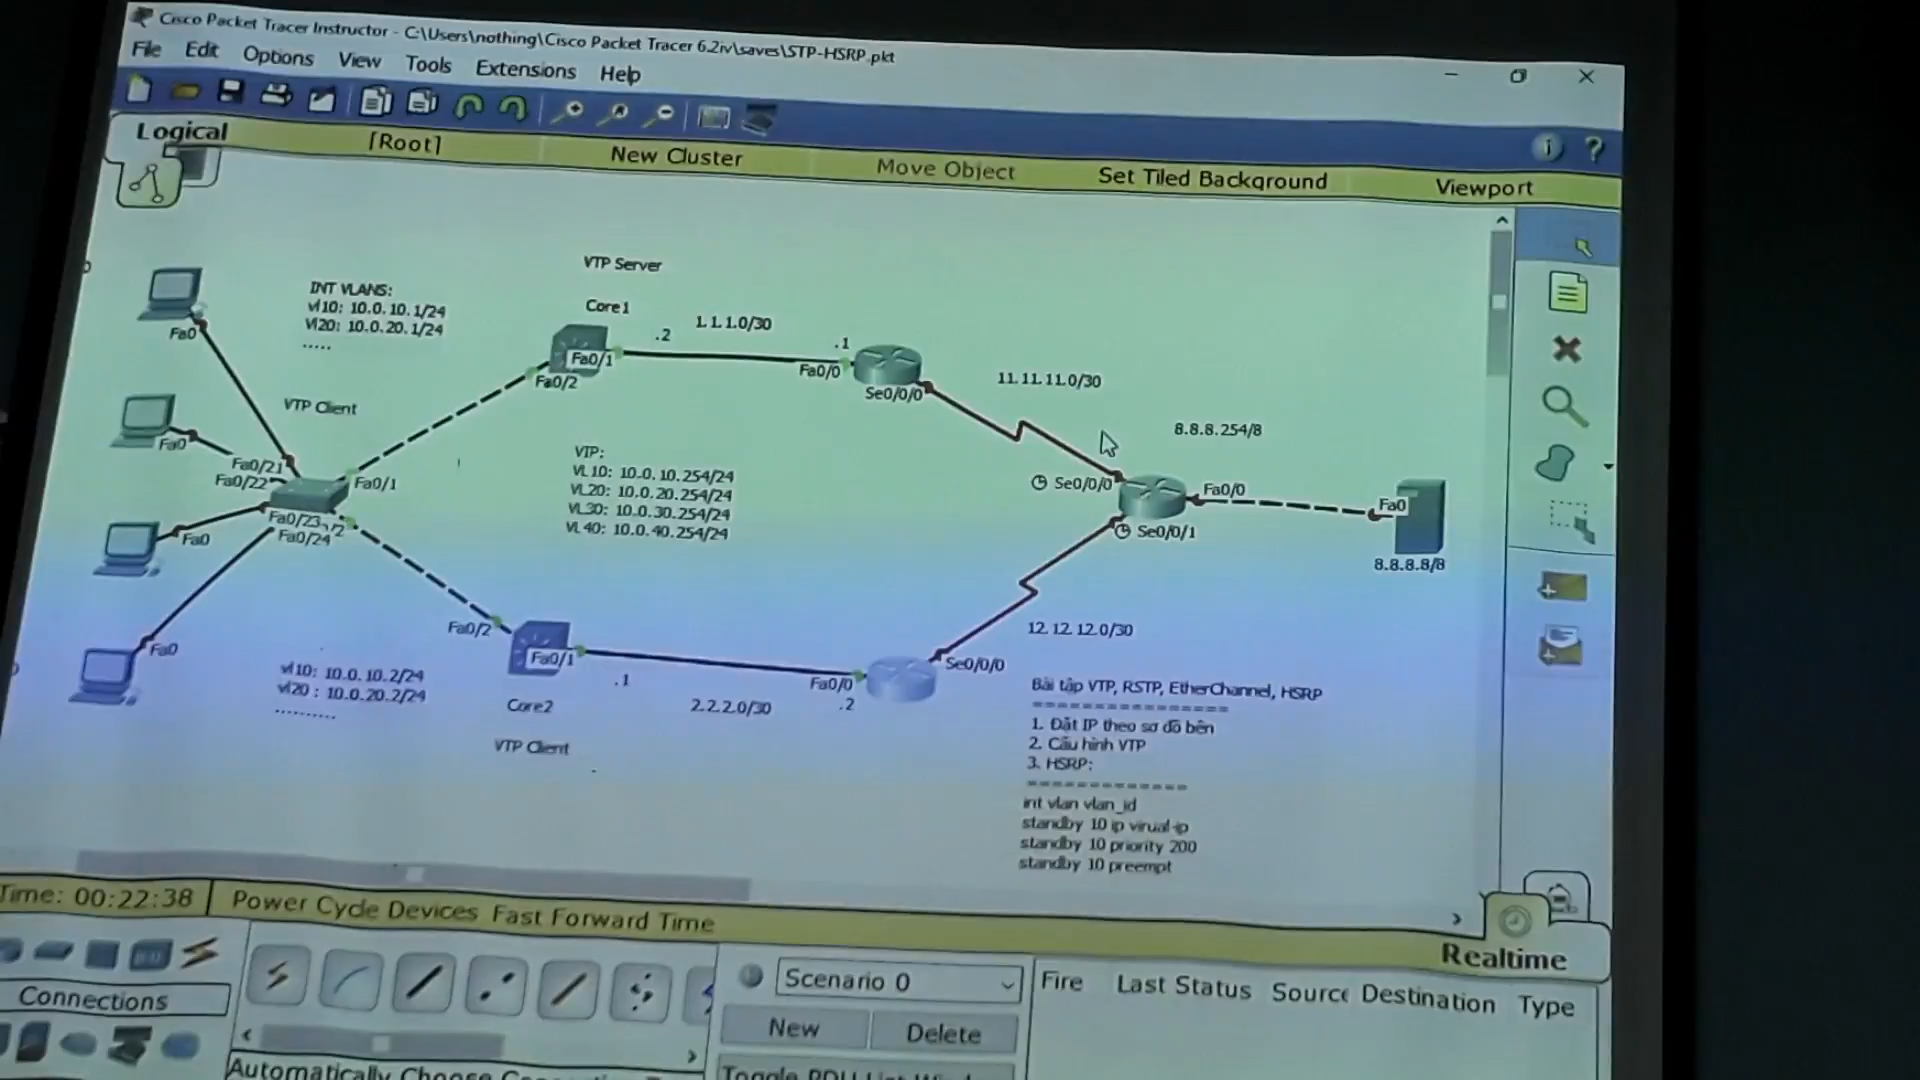 Cisco Packet Tracer Instructor - C:\Users\nothing\Cisco Packet Tracer 6.2iv\saves\STP-HSRP.pkt
File Edit Options View Tools Extensions Help
Logical [Root] New Cluster Move Object Set Tiled Background Viewport
VTP Server
Core1
INT VLANS:
vl10: 10.0.10.1/24
Vl20: 10.0.20.1/24
.....
Fa0
Fa0/1
Fa0/2
.2
1.1.1.0/30
.1
Fa0/0
Se0/0/0
11.11.11.0/30
8.8.8.254/8
VTP Client
Fa0
Fa0/21
Fa0/22
Fa0/1
Fa0/23
/2
Fa0/24
VIP:
VL10: 10.0.10.254/24
VL20: 10.0.20.254/24
VL30: 10.0.30.254/24
VL40: 10.0.40.254/24
Se0/0/0
Fa0/0
Fa0
Se0/0/1
8.8.8.8/8
Fa0
Fa0
Fa0/2
Fa0/1
.1
2.2.2.0/30
Fa0/0
.2
Se0/0/0
12.12.12.0/30
vl10: 10.0.10.2/24
vl20 : 10.0.20.2/24
..........
Core2
VTP Client
Bài tập VTP, RSTP, EtherChannel, HSRP
================
1. Đặt IP theo sơ đồ bên
2. Cấu hình VTP
3. HSRP:
=============
int vlan vlan_id
standby 10 ip virual-ip
standby 10 priority 200
standby 10 preempt
Time: 00:22:38 Power Cycle Devices Fast Forward Time
Realtime
Connections
Scenario 0
New Delete
Fire Last Status Source Destination Type
Automatically Choose
Toggle PDU List